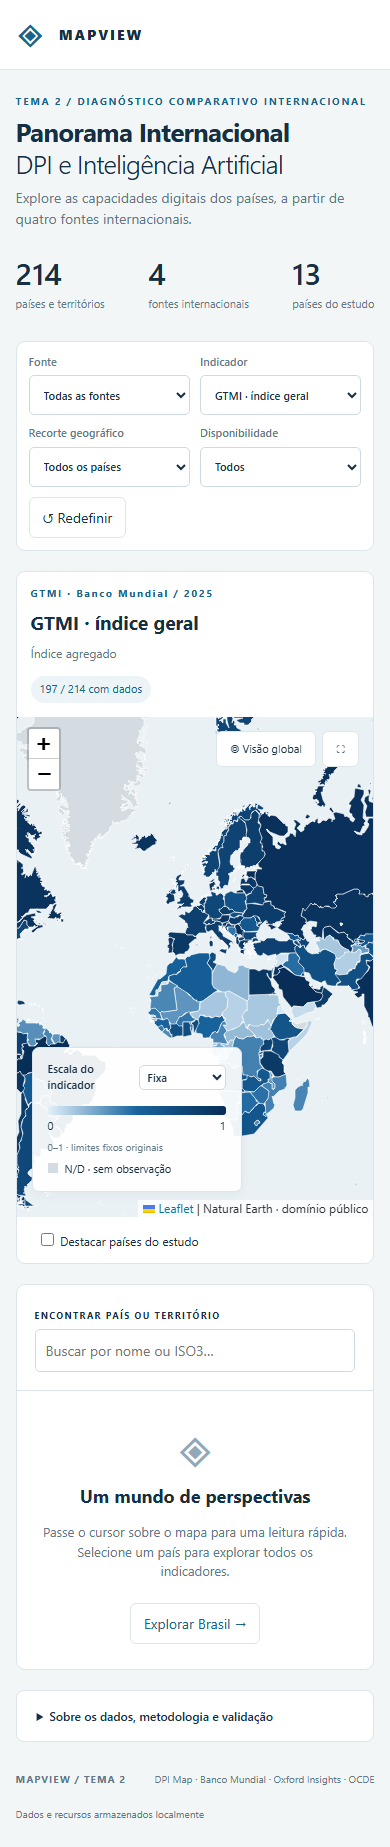 MAPVIEW
TEMA 2 / DIAGNÓSTICO COMPARATIVO INTERNACIONAL
Panorama Internacional
DPI e Inteligência Artificial
Explore as capacidades digitais dos países, a partir de
quatro fontes internacionais.
214 4 13
países e territórios fontes internacionais países do estudo
Fonte Indicador
Todas as fontes GTMI · índice geral
Recorte geográfico Disponibilidade
Todos os países Todos
↺ Redefinir
GTMI · Banco Mundial / 2025
GTMI · índice geral
Índice agregado
197 / 214 com dados
+
−
Visão global
Escala do
indicador
Fixa
0 1
0–1 · limites fixos originais
N/D · sem observação
Leaflet | Natural Earth · domínio público
Destacar países do estudo
ENCONTRAR PAÍS OU TERRITÓRIO
Buscar por nome ou ISO3...
Um mundo de perspectivas
Passe o cursor sobre o mapa para uma leitura rápida.
Selecione um país para explorar todos os
indicadores.
Explorar Brasil →
▶ Sobre os dados, metodologia e validação
MAPVIEW / TEMA 2 DPI Map · Banco Mundial · Oxford Insights · OCDE
Dados e recursos armazenados localmente